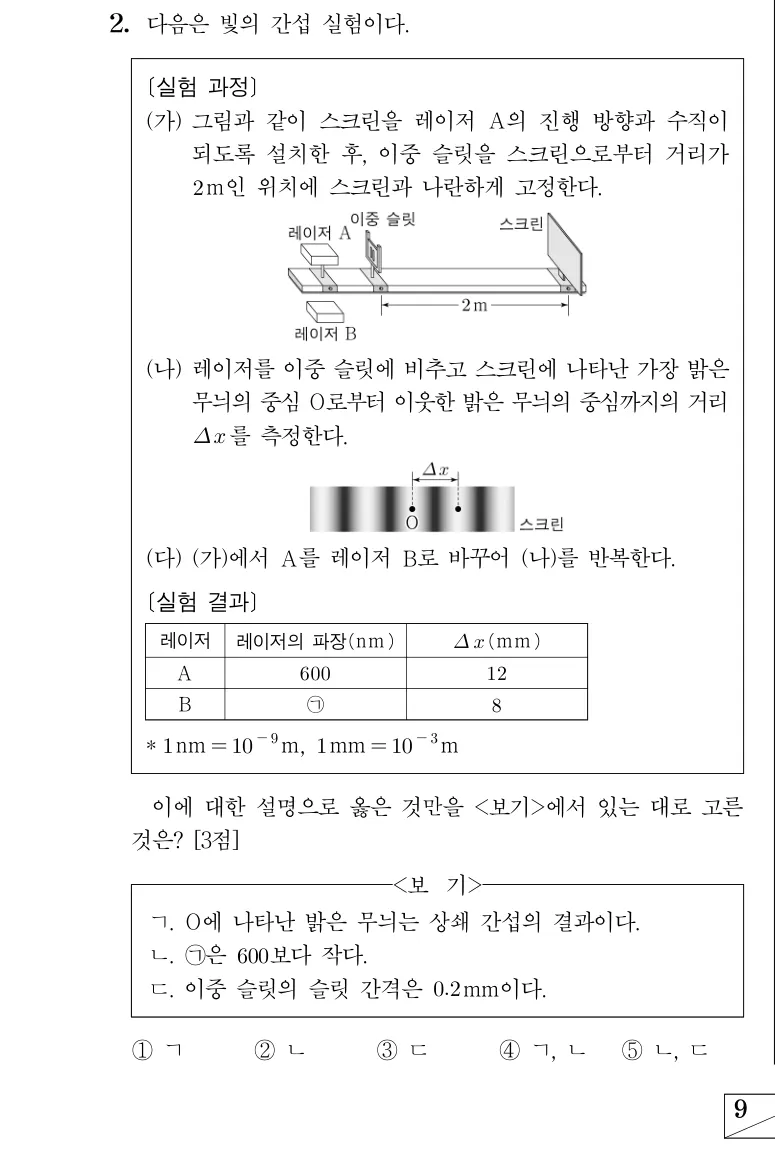 2. 다음은 빛의 간섭 실험이다.
〔실험 과정〕
(가) 그림과 같이 스크린을 레이저 A의 진행 방향과 수직이
되도록 설치한 후, 이중 슬릿을 스크린으로부터 거리가
2m인 위치에 스크린과 나란하게 고정한다.
레이저 A 이중 슬릿 스크린
2m
레이저 B
(나) 레이저를 이중 슬릿에 비추고 스크린에 나타난 가장 밝은
무늬의 중심 O로부터 이웃한 밝은 무늬의 중심까지의 거리
Δx를 측정한다.
Δx
O 스크린
(다) (가)에서 A를 레이저 B로 바꾸어 (나)를 반복한다.
〔실험 결과〕
레이저 레이저의 파장(nm) Δx(mm)
A 600 12
B ㉠ 8
* 1nm = 10⁻⁹m, 1mm = 10⁻³m
이에 대한 설명으로 옳은 것만을 <보기>에서 있는 대로 고른
것은? [3점]
<보 기>
ㄱ. O에 나타난 밝은 무늬는 상쇄 간섭의 결과이다.
ㄴ. ㉠은 600보다 작다.
ㄷ. 이중 슬릿의 슬릿 간격은 0.2mm이다.
① ㄱ ② ㄴ ③ ㄷ ④ ㄱ, ㄴ ⑤ ㄴ, ㄷ
9